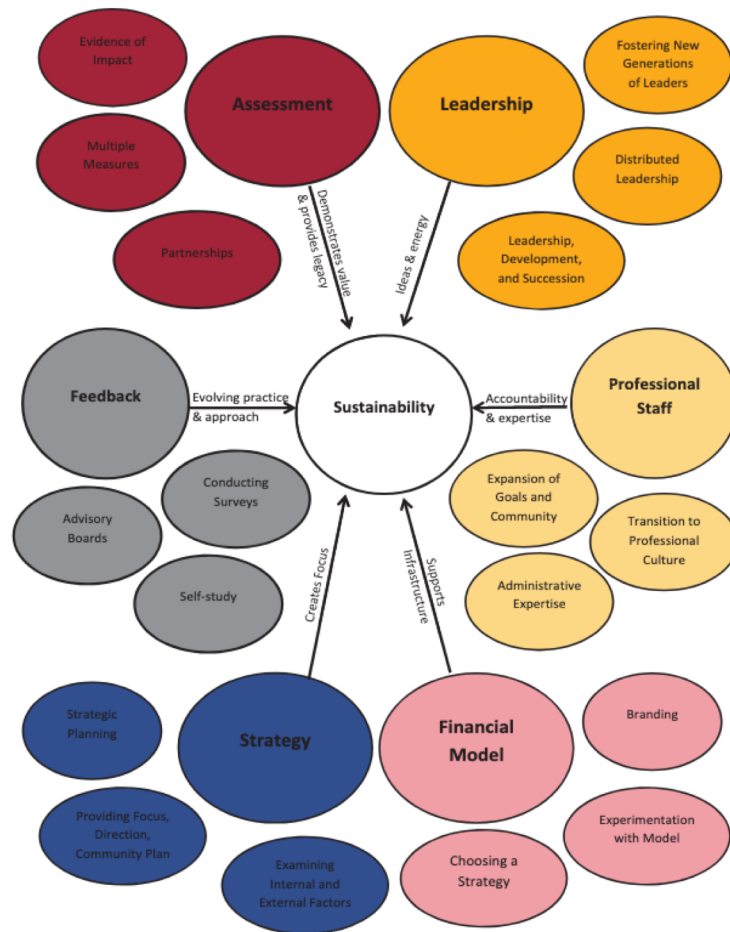 Evidence of
Impact
Assessment
Multiple
Measures
Partnerships
Demonstrates value
& provides legacy
Leadership
Fostering New
Generations
of Leaders
Distributed
Leadership
Leadership,
Development,
and Succession
Ideas & energy
Feedback
Evolving practice
& approach
Sustainability
Accountability
& expertise
Professional
Staff
Conducting
Surveys
Advisory
Boards
Self-study
Expansion of
Goals and
Community
Transition to
Professional
Culture
Administrative
Expertise
Creates Focus
Supports
Infrastructure
Strategy
Strategic
Planning
Providing Focus,
Direction,
Community Plan
Examining
Internal and
External Factors
Financial
Model
Branding
Experimentation
with Model
Choosing a
Strategy